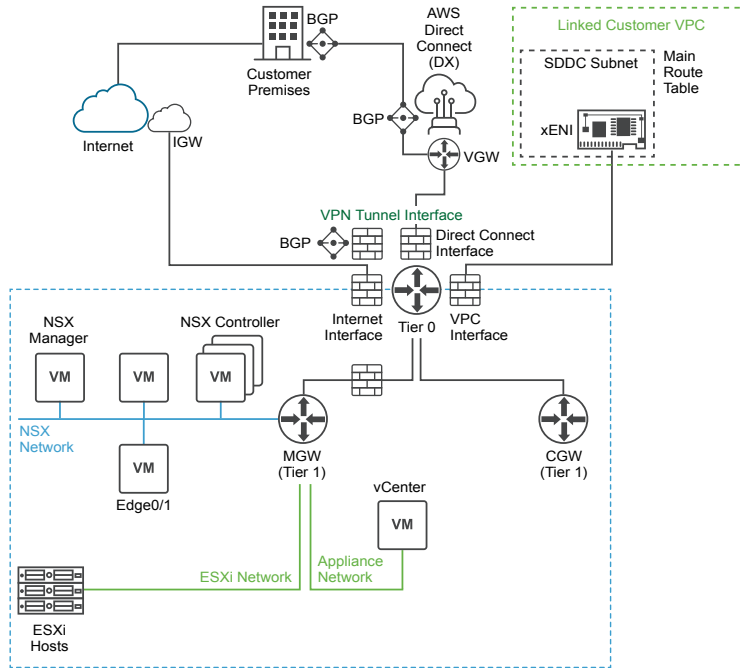 BGP
Customer
Premises
AWS
Direct
Connect
(DX)
Linked Customer VPC
SDDC Subnet
Main
Route
Table
xENI
Internet
IGW
BGP
VGW
VPN Tunnel Interface
BGP
Direct Connect
Interface
Internet
Interface
Tier 0
VPC
Interface
NSX
Manager
VM
VM
NSX Controller
VM
NSX
Network
VM
Edge0/1
MGW
(Tier 1)
CGW
(Tier 1)
vCenter
VM
ESXi Network
Appliance
Network
ESXi
Hosts